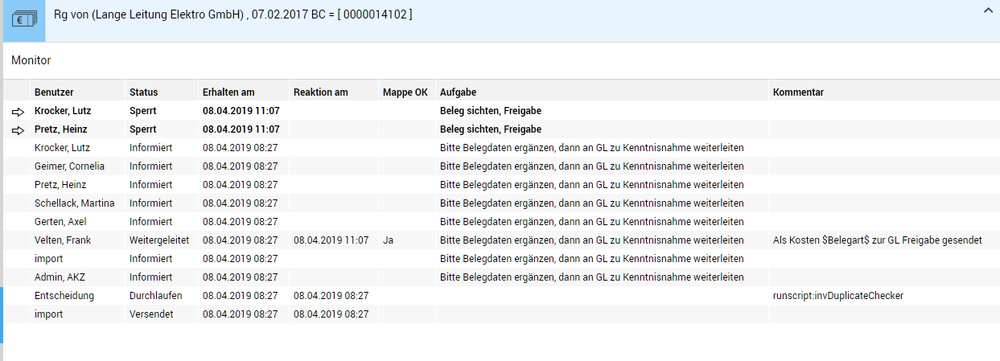 Rg von (Lange Leitung Elektro GmbH) , 07.02.2017 BC = [ 0000014102 ]
Monitor
Benutzer Status Erhalten am Reaktion am Mappe OK Aufgabe Kommentar
Krocker, Lutz Sperrt 08.04.2019 11:07 Beleg sichten, Freigabe
Pretz, Heinz Sperrt 08.04.2019 11:07 Beleg sichten, Freigabe
Krocker, Lutz Informiert 08.04.2019 08:27 Bitte Belegdaten ergänzen, dann an GL zu Kenntnisnahme weiterleiten
Geimer, Cornelia Informiert 08.04.2019 08:27 Bitte Belegdaten ergänzen, dann an GL zu Kenntnisnahme weiterleiten
Pretz, Heinz Informiert 08.04.2019 08:27 Bitte Belegdaten ergänzen, dann an GL zu Kenntnisnahme weiterleiten
Schellack, Martina Informiert 08.04.2019 08:27 Bitte Belegdaten ergänzen, dann an GL zu Kenntnisnahme weiterleiten
Gerten, Axel Informiert 08.04.2019 08:27 Bitte Belegdaten ergänzen, dann an GL zu Kenntnisnahme weiterleiten
Velten, Frank Weitergeleitet 08.04.2019 08:27 08.04.2019 11:07 Ja Bitte Belegdaten ergänzen, dann an GL zu Kenntnisnahme weiterleiten Als Kosten $Belegart$ zur GL Freigabe gesendet
import Informiert 08.04.2019 08:27 Bitte Belegdaten ergänzen, dann an GL zu Kenntnisnahme weiterleiten
Admin, AKZ Informiert 08.04.2019 08:27 Bitte Belegdaten ergänzen, dann an GL zu Kenntnisnahme weiterleiten
Entscheidung Durchlaufen 08.04.2019 08:27 08.04.2019 08:27 runscript:invDuplicateChecker
import Versendet 08.04.2019 08:27 08.04.2019 08:27